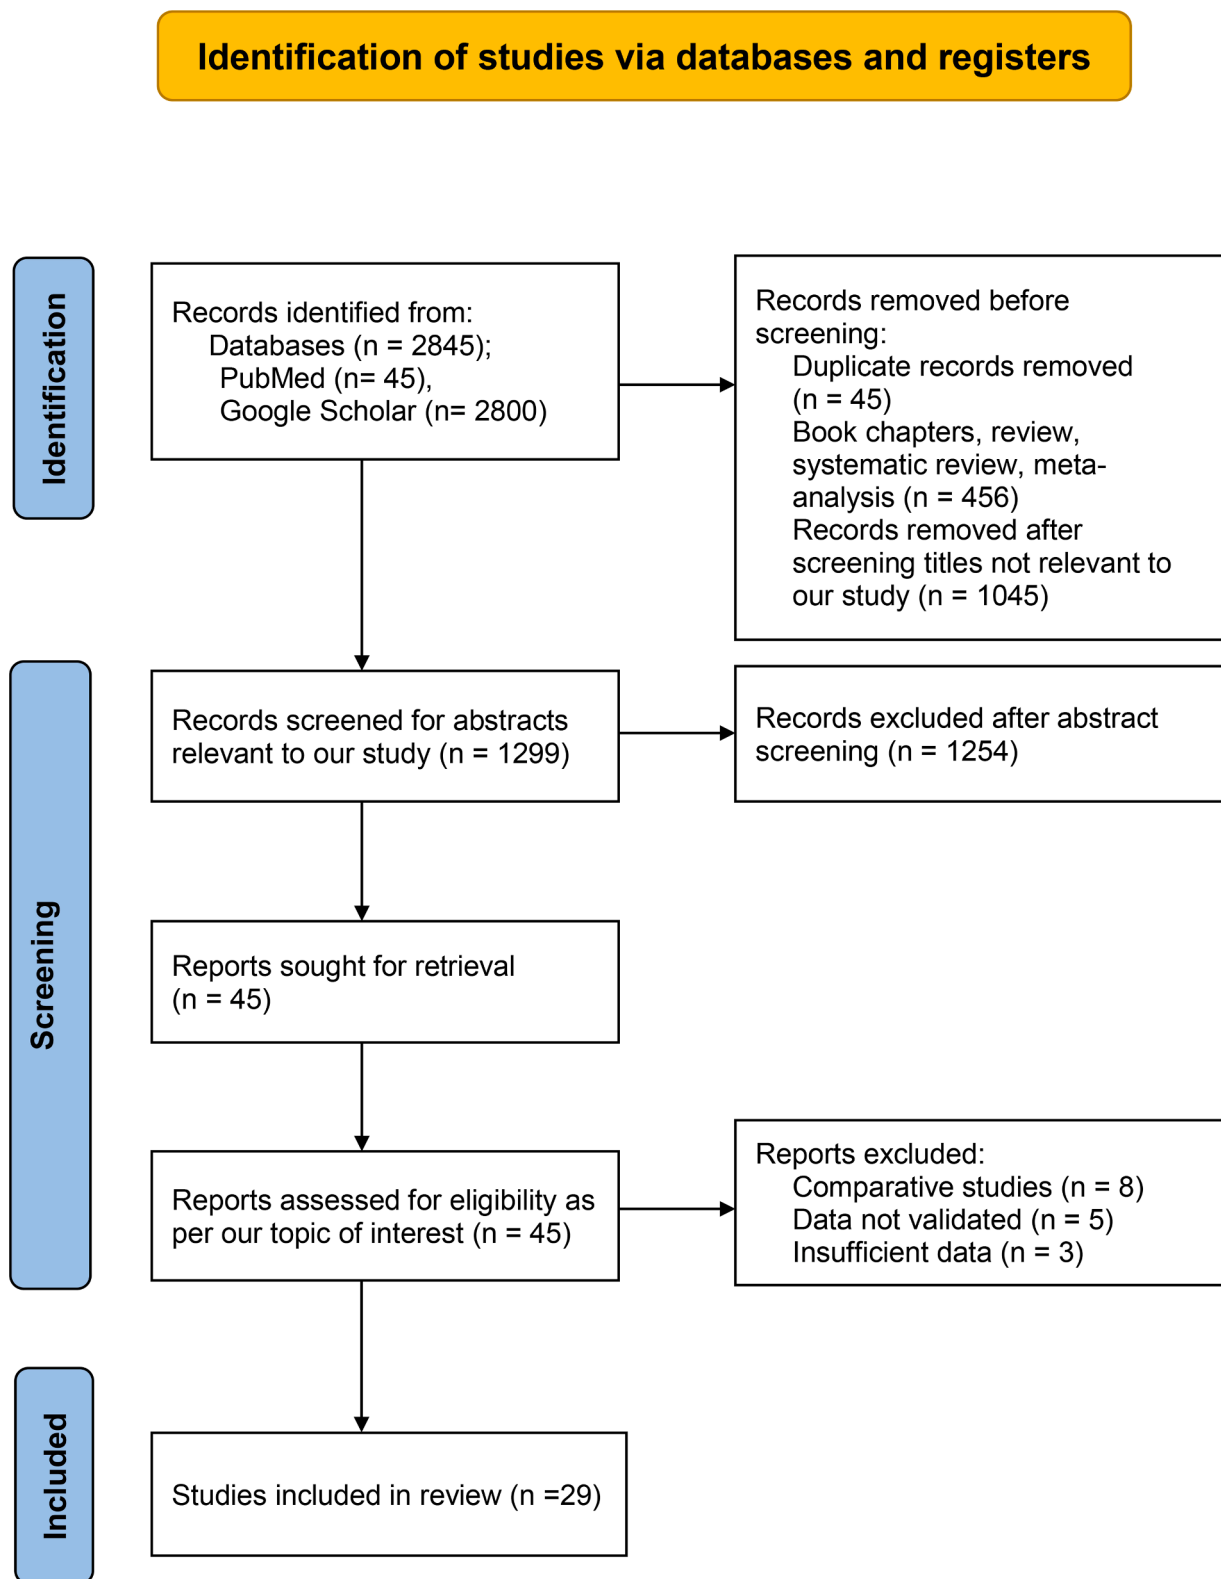 Identification of studies via databases and registers
Identification
Records identified from:
Databases (n = 2845);
PubMed (n= 45),
Google Scholar (n= 2800)
Records removed before
screening:
Duplicate records removed
(n = 45)
Book chapters, review,
systematic review, meta-
analysis (n = 456)
Records removed after
screening titles not relevant to
our study (n = 1045)
Screening
Records screened for abstracts
relevant to our study (n = 1299)
Records excluded after abstract
screening (n = 1254)
Reports sought for retrieval
(n = 45)
Reports assessed for eligibility as
per our topic of interest (n = 45)
Reports excluded:
Comparative studies (n = 8)
Data not validated (n = 5)
Insufficient data (n = 3)
Included
Studies included in review (n =29)